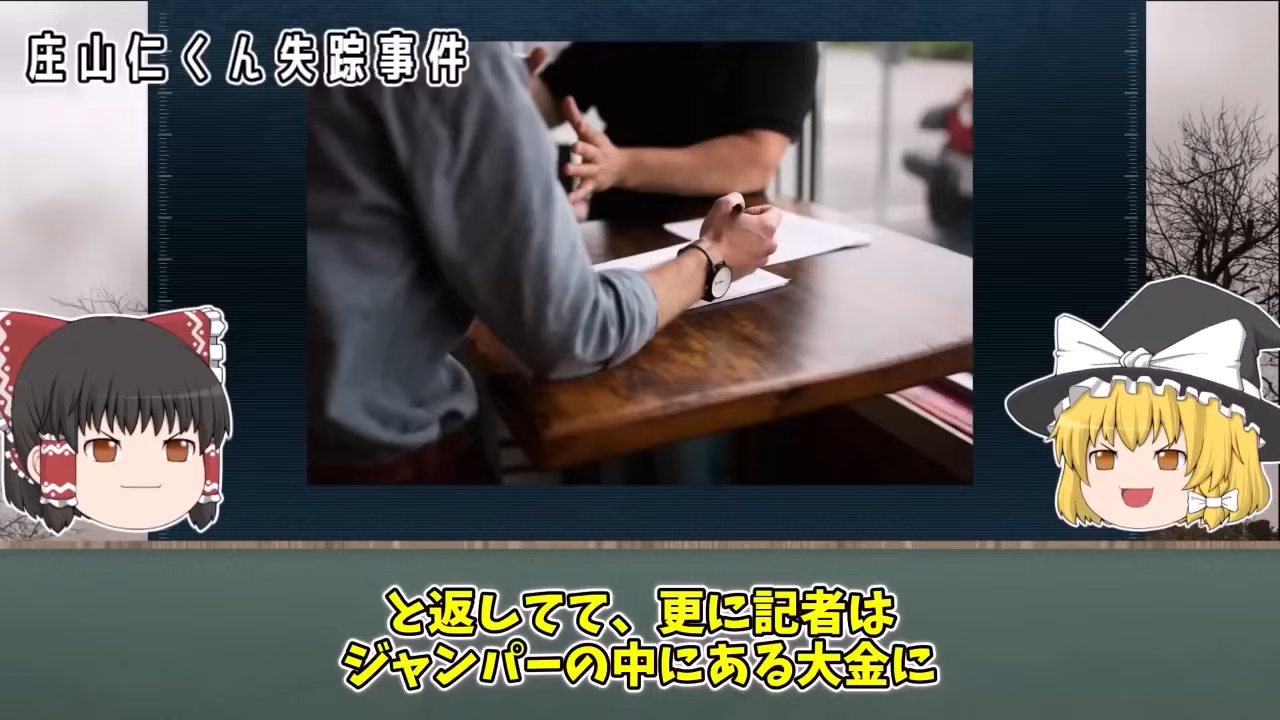 庄山仁くん失踪事件
と返してて、更に記者は
ジャンパーの中にある大金に